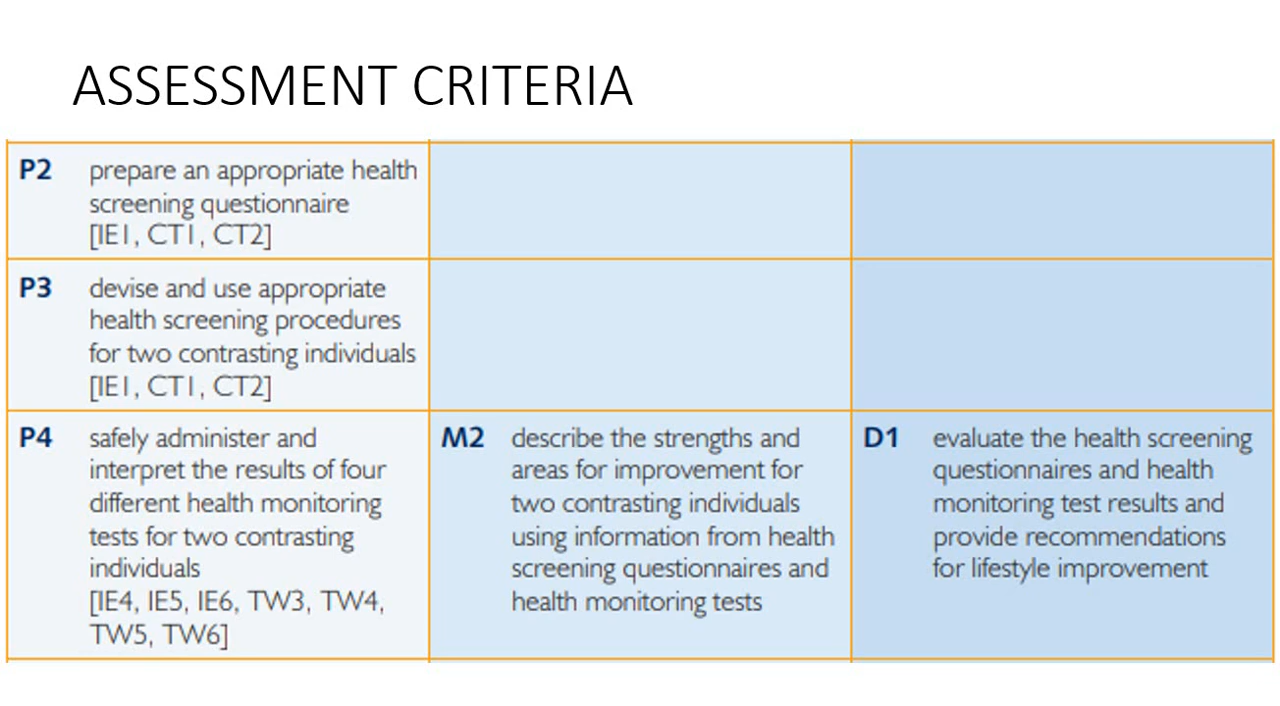 ASSESSMENT CRITERIA
P2 prepare an appropriate health
screening questionnaire
[IE1, CT1, CT2]
P3 devise and use appropriate
health screening procedures
for two contrasting individuals
[IE1, CT1, CT2]
P4 safely administer and
interpret the results of four
different health monitoring
tests for two contrasting
individuals
[IE4, IE5, IE6, TW3, TW4,
TW5, TW6]
M2 describe the strengths and
areas for improvement for
two contrasting individuals
using information from health
screening questionnaires and
health monitoring tests
D1 evaluate the health screening
questionnaires and health
monitoring test results and
provide recommendations
for lifestyle improvement